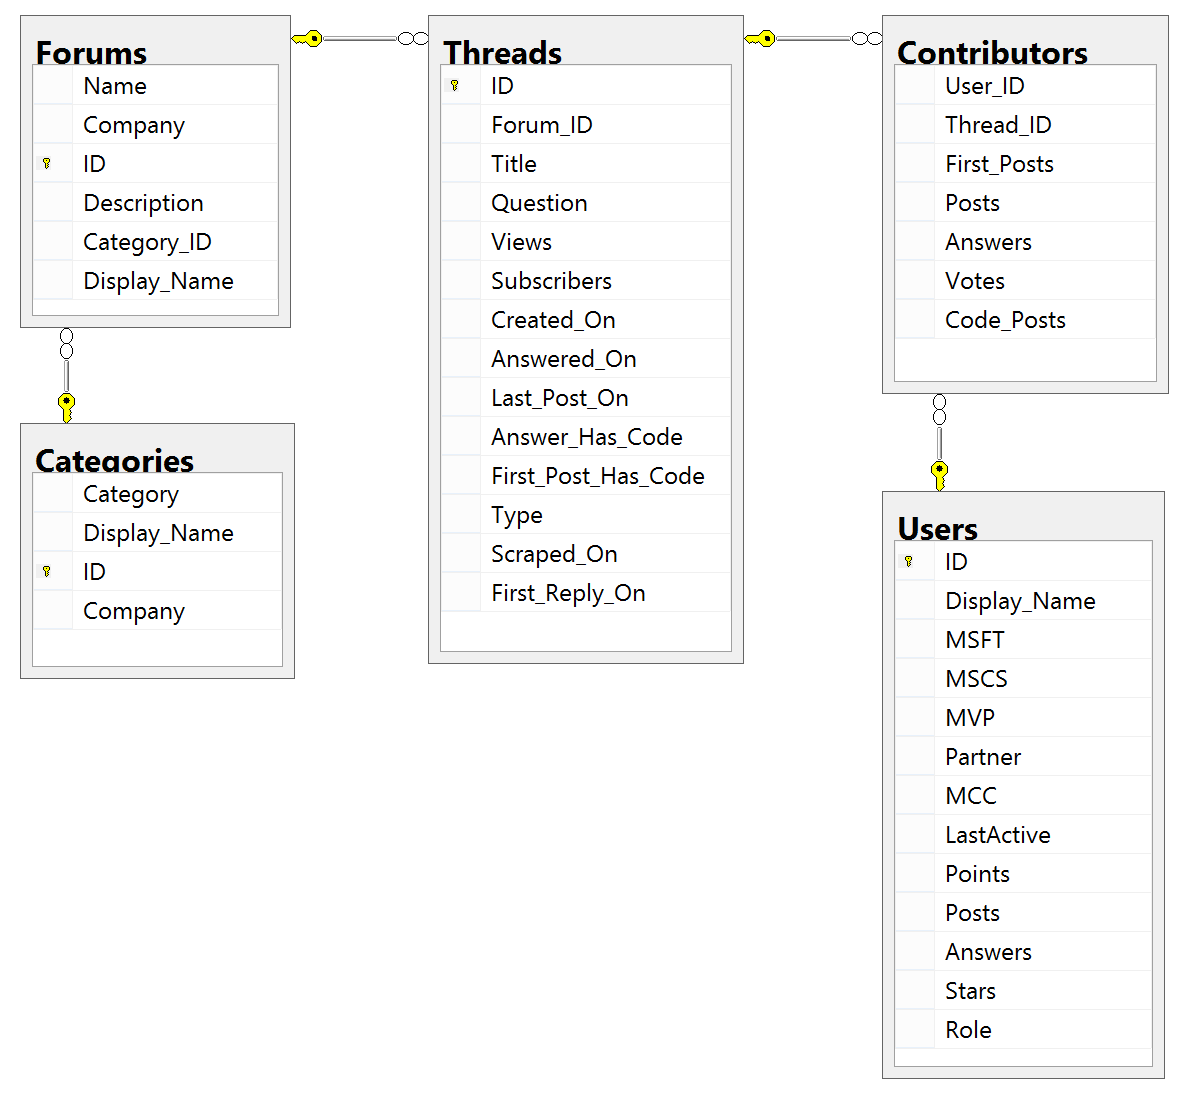 Forums
Name
Company
ID
Description
Category_ID
Display_Name
Categories
Category
Display_Name
ID
Company
Threads
ID
Forum_ID
Title
Question
Views
Subscribers
Created_On
Answered_On
Last_Post_On
Answer_Has_Code
First_Post_Has_Code
Type
Scraped_On
First_Reply_On
Contributors
User_ID
Thread_ID
First_Posts
Posts
Answers
Votes
Code_Posts
Users
ID
Display_Name
MSFT
MSCS
MVP
Partner
MCC
LastActive
Points
Posts
Answers
Stars
Role